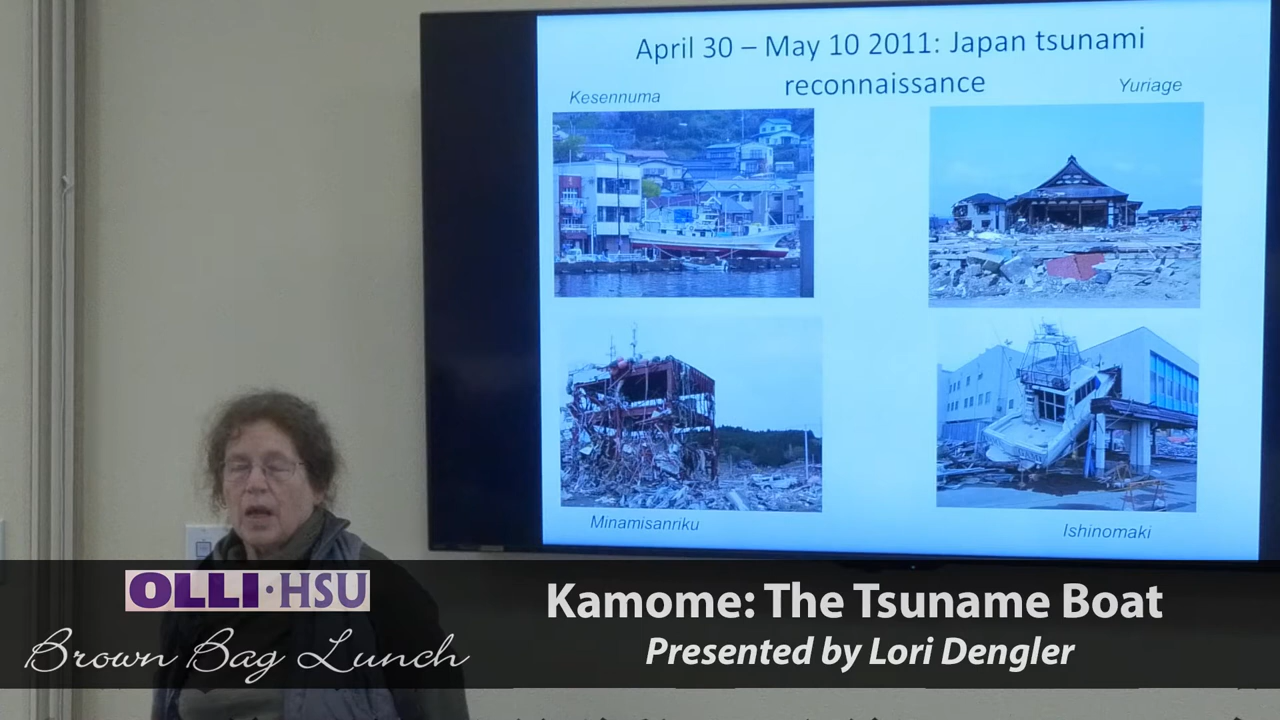 April 30 – May 10 2011: Japan tsunami
reconnaissance
Kesennuma
Yuriage
Minamisanriku
Ishinomaki
OLLI·HSU
Brown Bag Lunch
Kamome: The Tsuname Boat
Presented by Lori Dengler